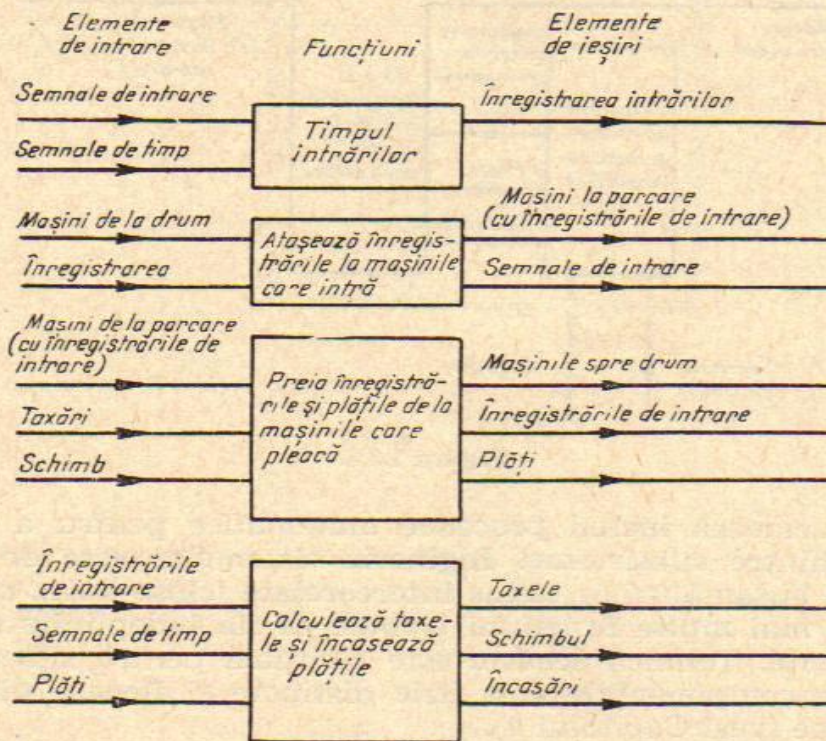 Elemente
de intrare
Funcțiuni
Elemente
de ieșiri
Semnale de intrare
Semnale de timp
Timpul
intrărilor
Înregistrarea intrărilor
Mașini de la drum
Înregistrarea
Atașează înregis-
trările la mașinile
care intră
Mașini la parcare
(cu înregistrările de intrare)
Semnale de intrare
Masini de la parcare
(cu înregistrările de
intrare)
Taxări
Schimb
Preia înregistră-
rile și plățile de la
mașinile care
pleacă
Mașinile spre drum
Înregistrările de intrare
Plăți
Înregistrările
de intrare
Semnale de timp
Plăți
Calculează taxe-
le și încasează
plățile
Taxele
Schimbul
Încasări